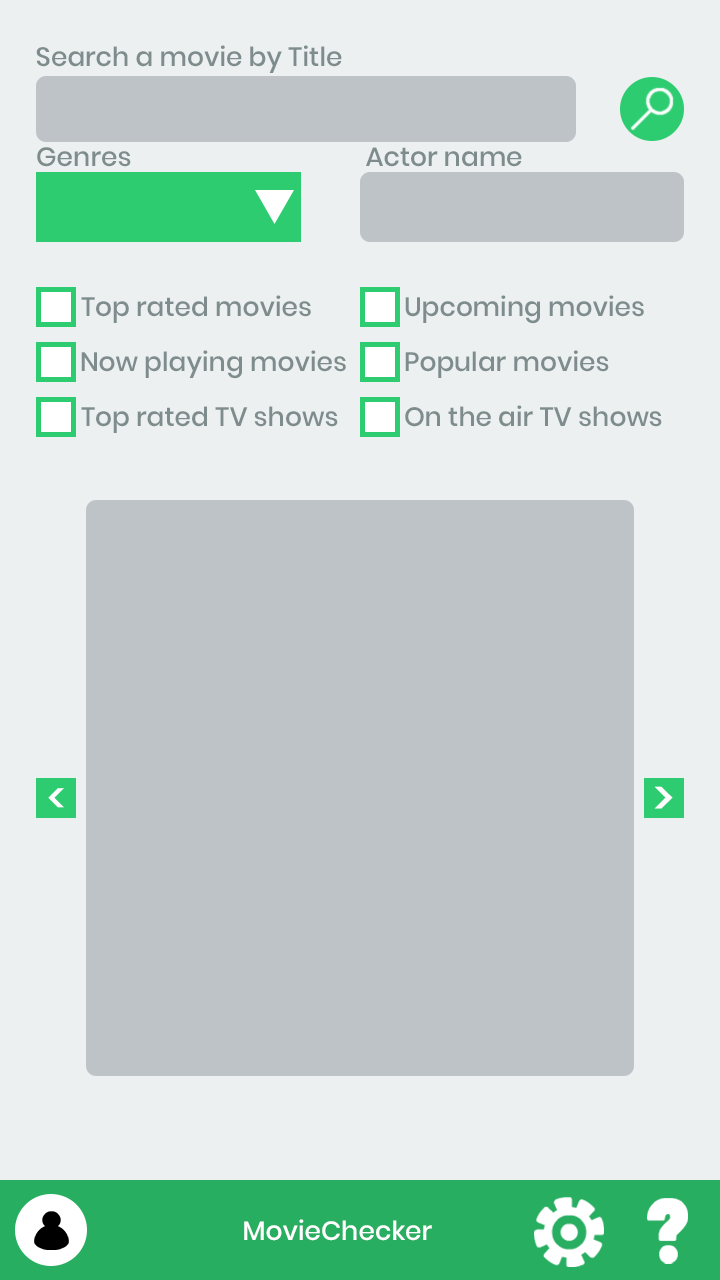 Search a movie by Title
Genres
Actor name
Top rated movies
Upcoming movies
Now playing movies
Popular movies
Top rated TV shows
On the air TV shows
<
>
MovieChecker
?